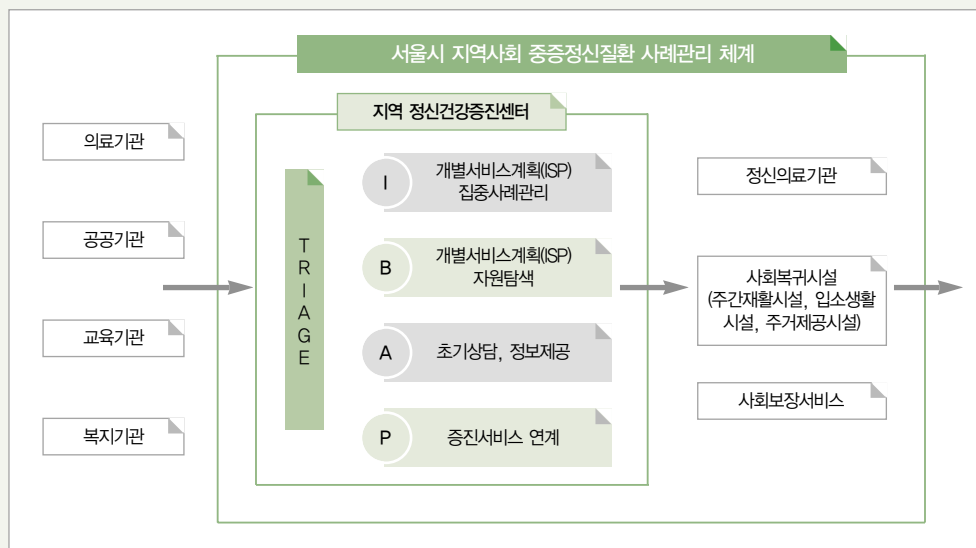 서울시 지역사회 중증정신질환 사례관리 체계
지역 정신건강증진센터
의료기관
공공기관
교육기관
복지기관
T
R
I
A
G
E
I
개별서비스계획(ISP)
집중사례관리
B
개별서비스계획(ISP)
자원탐색
A
초기상담, 정보제공
P
증진서비스 연계
정신의료기관
사회복귀시설
(주간재활시설, 입소생활
시설, 주거제공시설)
사회보장서비스